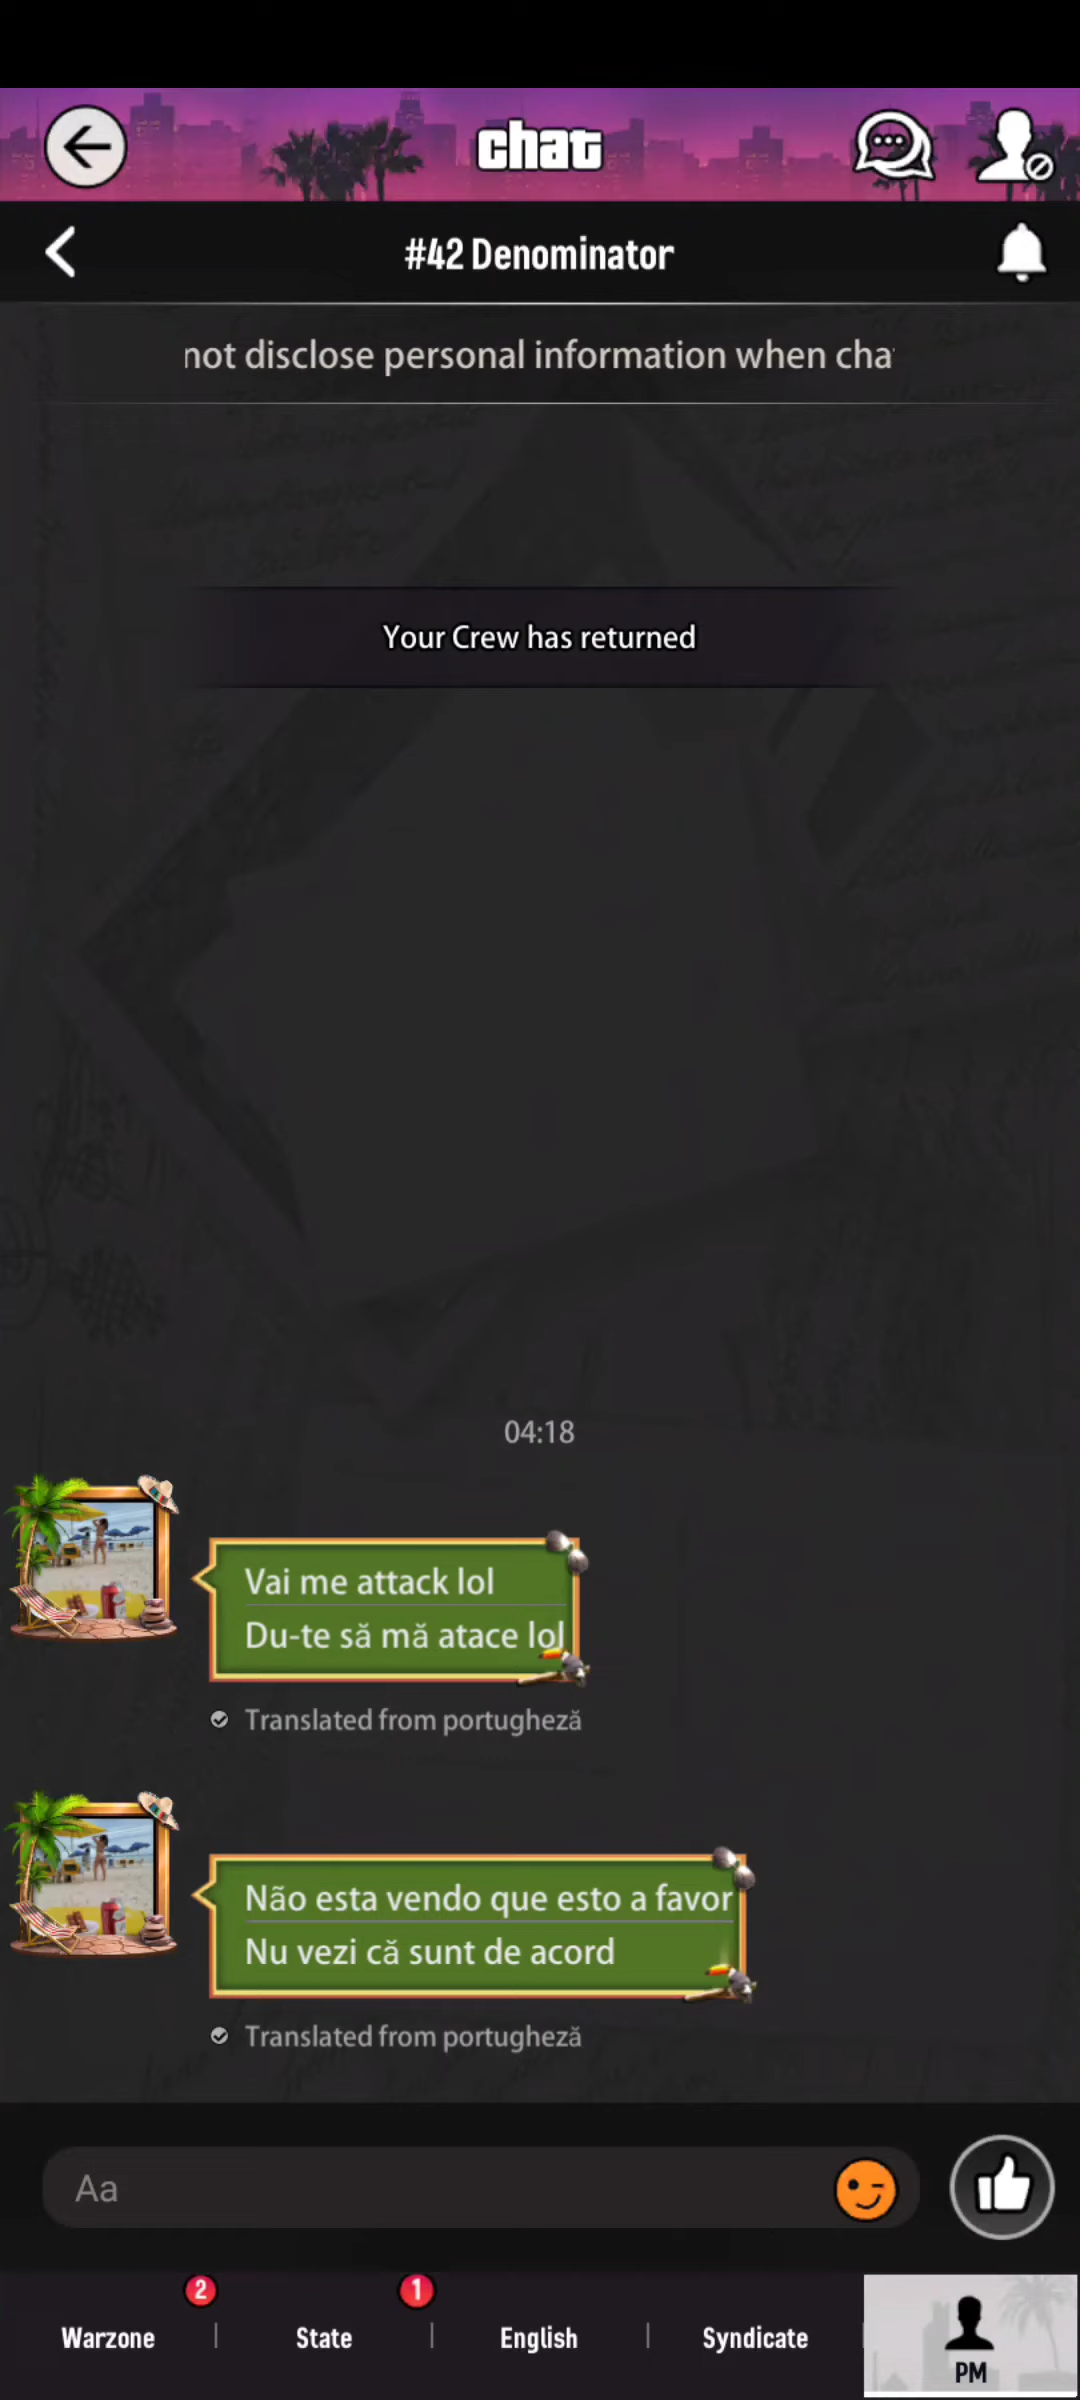 chat
#42 Denominator
not disclose personal information when cha
Your Crew has returned
04:18
Vai me attack lol
Du-te să mă atace lol
Translated from portugheză
Não esta vendo que esto a favor
Nu vezi că sunt de acord
Translated from portugheză
Aa
2
1
Warzone
State
English
Syndicate
PM